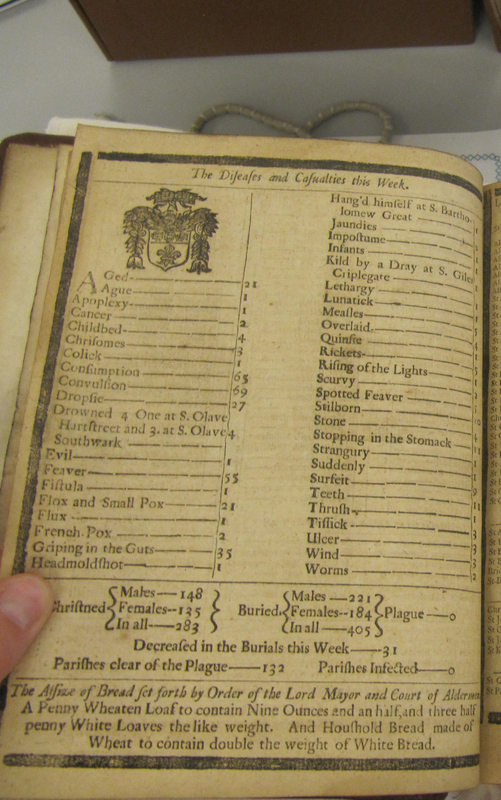 The Diſeaſes and Caſualties this Week.
AGed 21
Ague 1
Apoplexy 1
Cancer 2
Childbed 4
Chriſomes 3
Colick 1
Conſumption 65
Convulſion 69
Dropſie 27
Drowned 4 One at S. Olave
Hartſtreet and 3. at S. Olave 4
Southwark
Evil 1
Feaver 55
Fiſtula 1
Flox and Small Pox 21
Flux 1
French Pox 2
Griping in the Guts 35
Headmoldſhot 1
Hang'd himſelf at S. Bartho-
lomew Great
Jaundies
Impoſtume
Infants
Kild by a Dray at S. Giles
Criplegate
Lethargy
Lunatick
Meaſles
Overlaid
Quinſie
Rickets
Riſing of the Lights
Scurvy
Spotted Feaver
Stilborn
Stone
Stopping in the Stomack
Strangury
Suddenly
Surfeit
Teeth
Thruſh
Tiſſick
Ulcer
Wind
Worms
Chriſtned Males 148 Females 135 In all 283
Buried Males 221 Females 184 In all 405 Plague 0
Decreaſed in the Burials this Week 31
Pariſhes clear of the Plague 132 Pariſhes Infected 0
The Aſſize of Bread ſet forth by Order of the Lord Mayor and Court of
A Penny Wheaten Loaf to contain Nine Ounces and an half, and three half
penny White Loaves the like weight. And Houſhold Bread made of
Wheat to contain double the weight of White Bread.